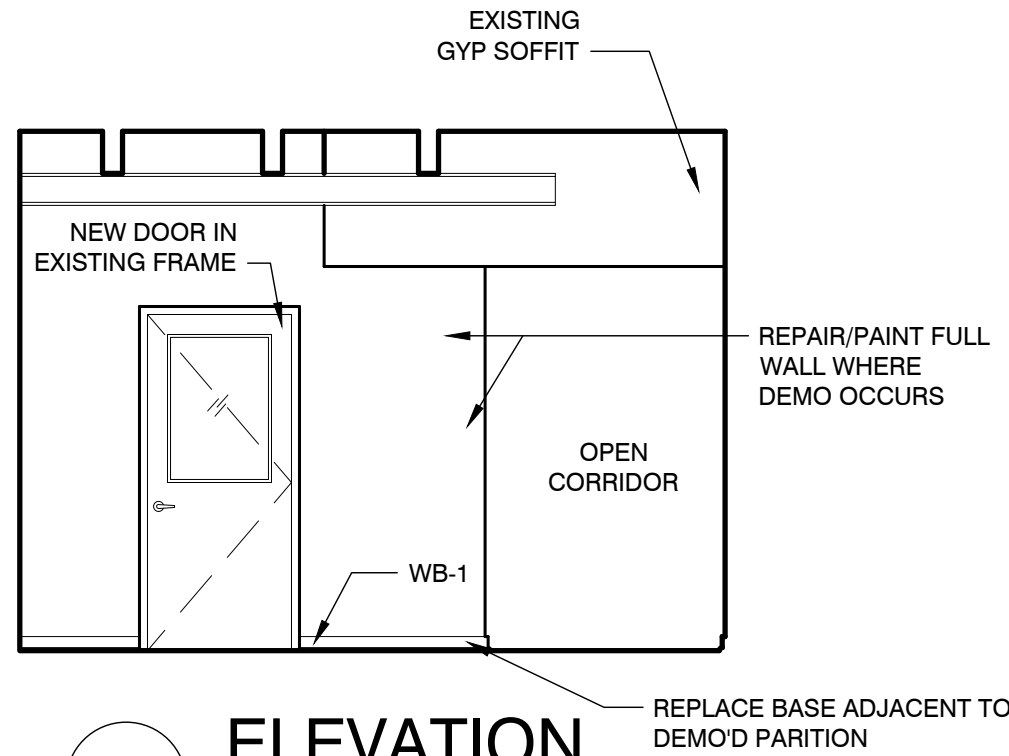 EXISTING
GYP SOFFIT
NEW DOOR IN
EXISTING FRAME
REPAIR/PAINT FULL
WALL WHERE
DEMO OCCURS
OPEN
CORRIDOR
WB-1
REPLACE BASE ADJACENT TO
DEMO'D PARITION
ELEVATION